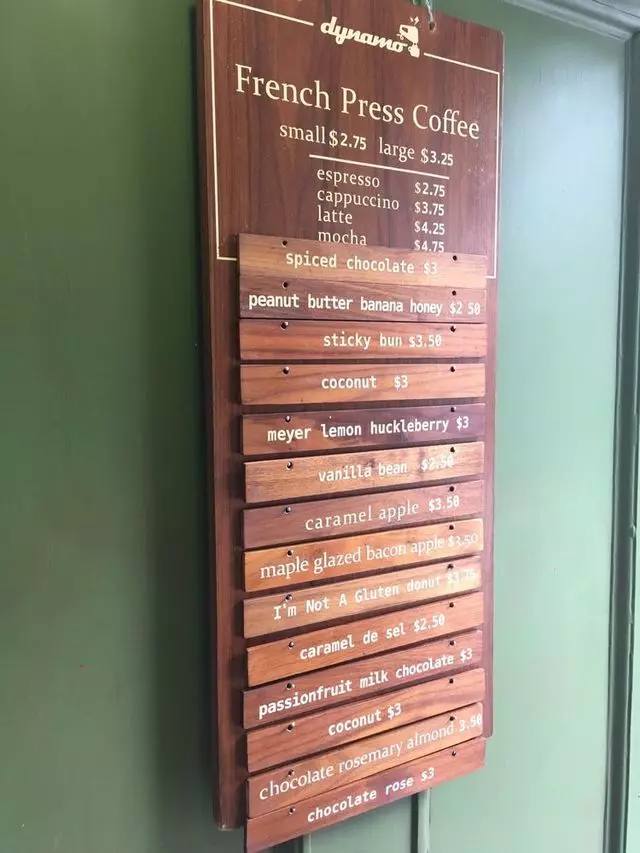 dynamo
French Press Coffee
small $2.75 large $3.25
espresso $2.75
cappuccino $3.75
latte $4.25
mocha $4.75
spiced chocolate $3
peanut butter banana honey $2 50
sticky bun $3.50
coconut $3
meyer lemon huckleberry $3
vanilla bean $2.50
caramel apple $3.50
maple glazed bacon apple $3.50
I'm Not A Gluten donut $3.75
caramel de sel $2.50
passionfruit milk chocolate $3
coconut $3
chocolate rosemary almond 3.50
chocolate rose $3